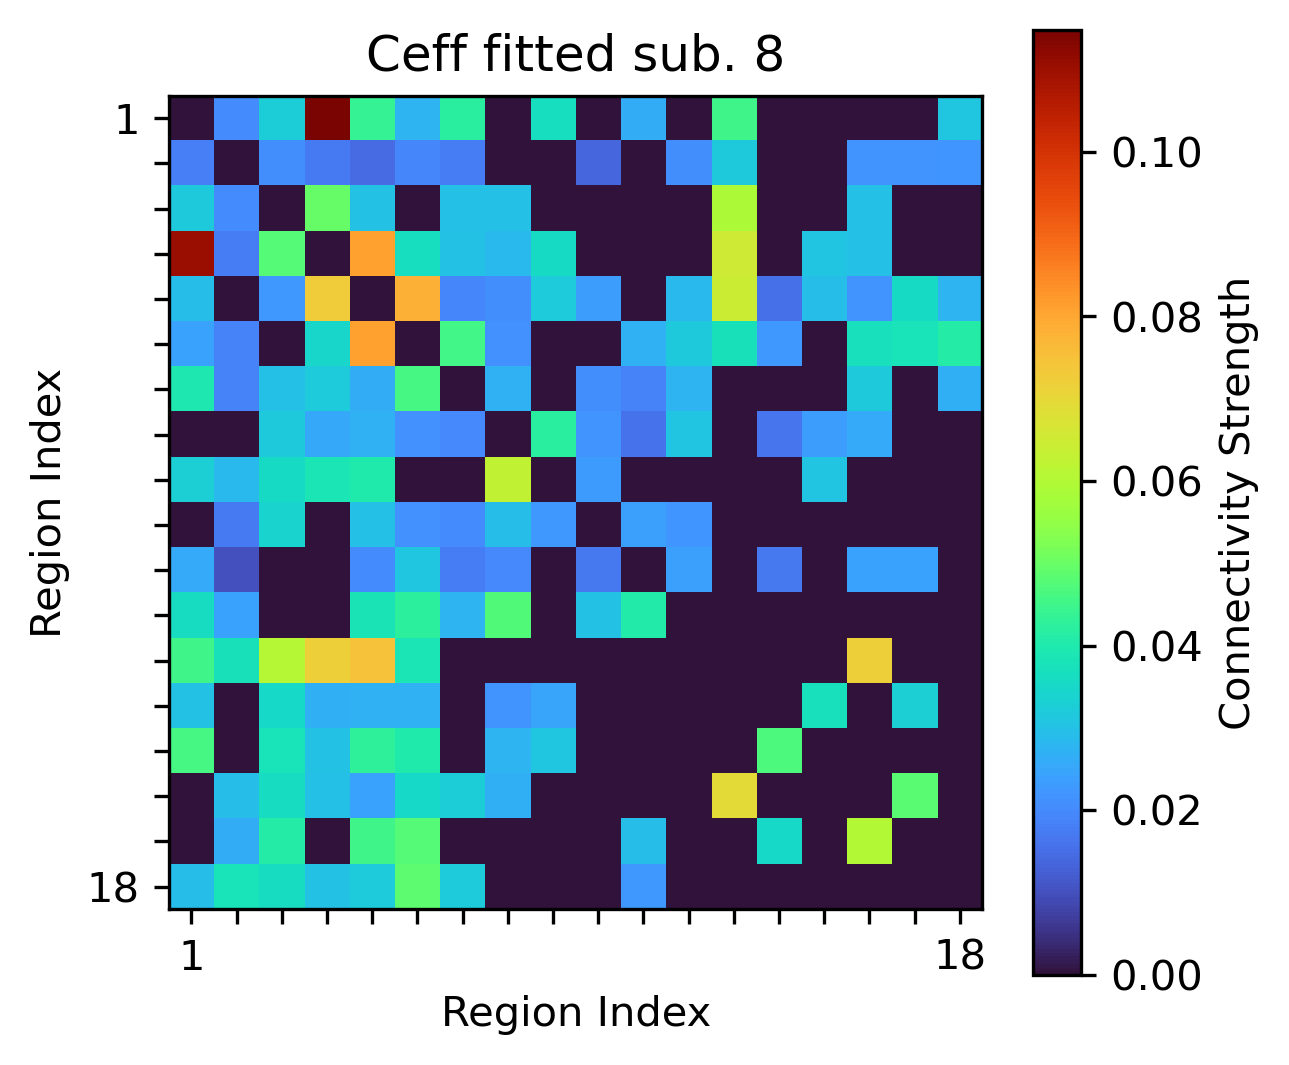 Ceff fitted sub. 8
1
18
Region Index
1
18
Region Index
0.10
0.08
0.06
0.04
0.02
0.00
Connectivity Strength